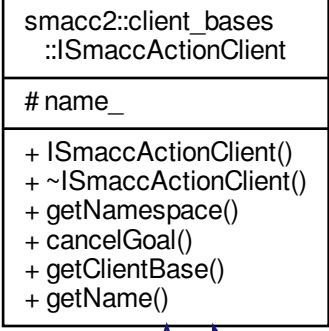 smacc2::client_bases
::ISmaccActionClient
# name_
+ ISmaccActionClient()
+ ~ISmaccActionClient()
+ getNamespace()
+ cancelGoal()
+ getClientBase()
+ getName()